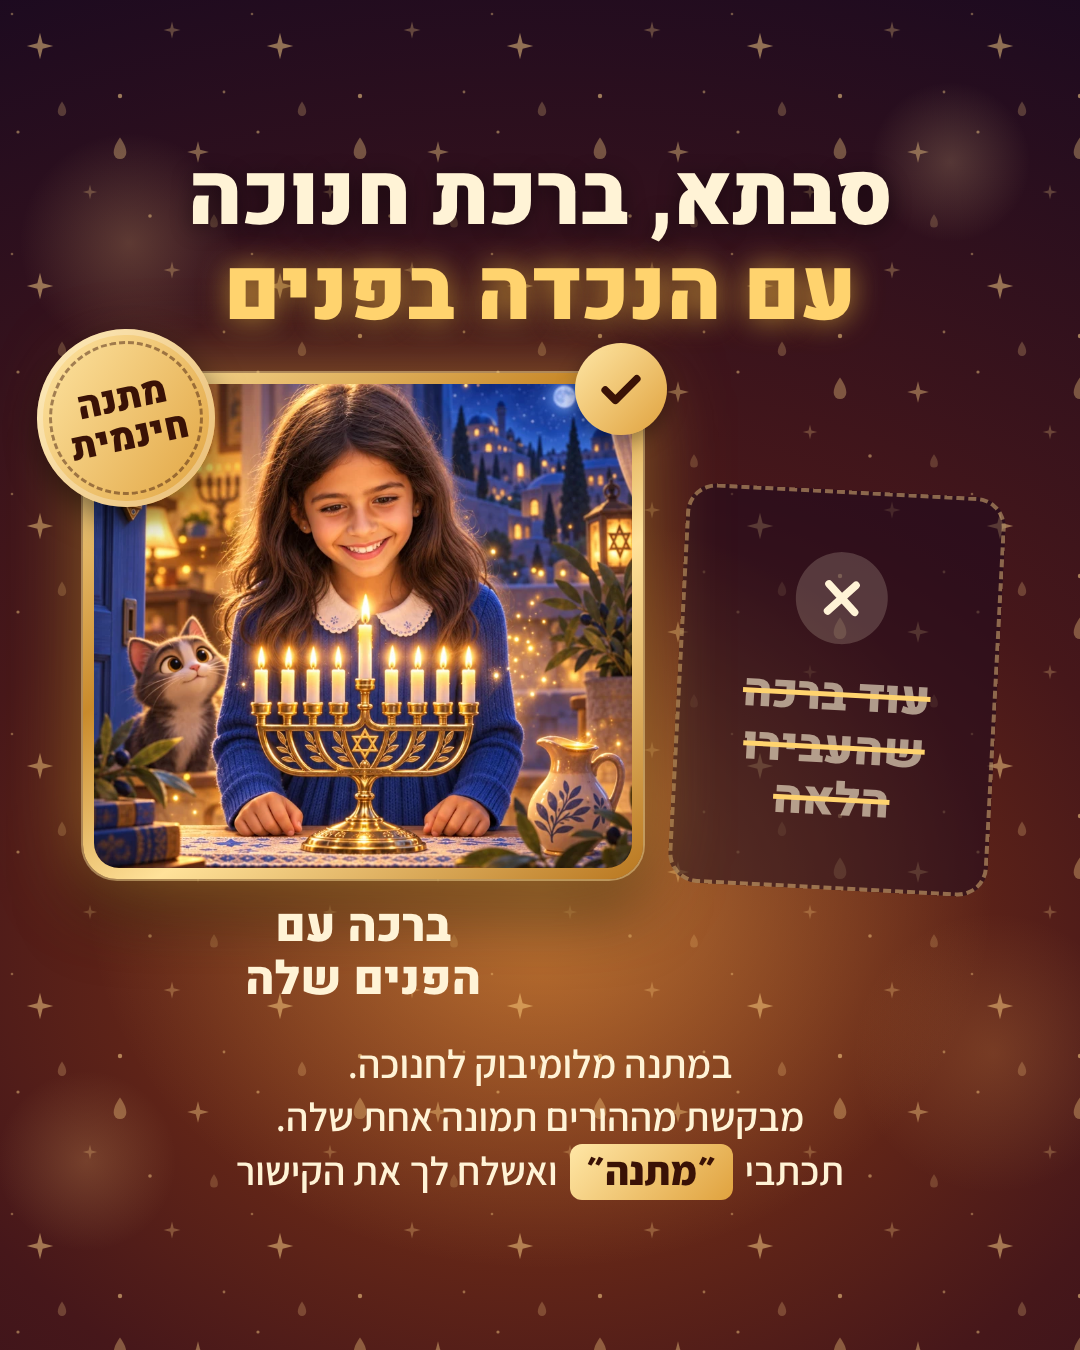 סבתא, ברכת חנוכה
עם הנכדה בפנים
מתנה
חינמית
עוד ברכה
שהעבירו
הלאה
ברכה עם
הפנים שלה
במתנה מלומיבוק לחנוכה.
מבקשת מההורים תמונה אחת שלה.
תכתבי ״מתנה״ ואשלח לך את הקישור